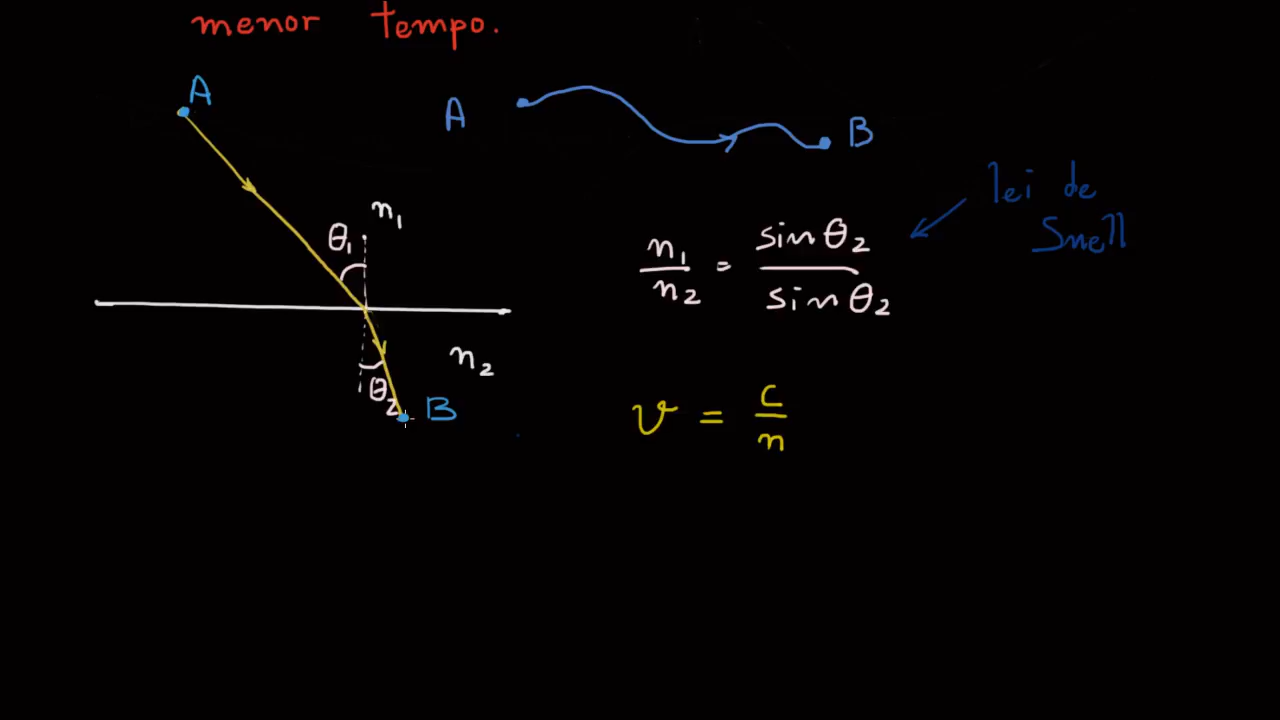 menor tempo.
A
A
B
lei de
Snell
n₁
θ₁
n₁/n₂ = sin θ₂/sin θ₂
n₂
θ₂
B
v = c/n